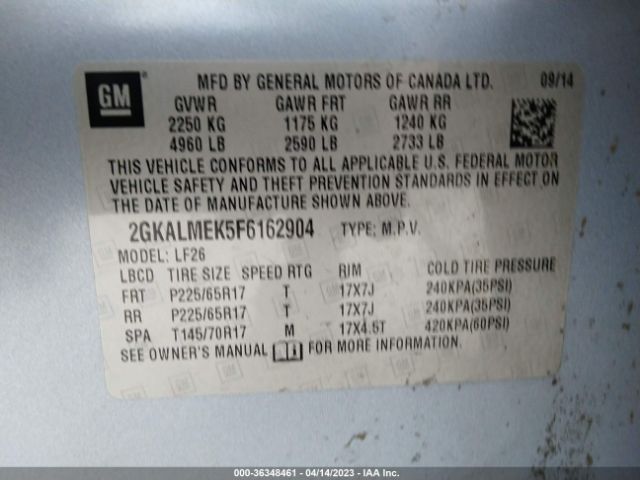 GM
MFD BY GENERAL MOTORS OF CANADA LTD. 09/14
GVWR GAWR FRT GAWR RR
2250 KG 1175 KG 1240 KG
4960 LB 2590 LB 2733 LB
THIS VEHICLE CONFORMS TO ALL APPLICABLE U.S. FEDERAL MOTOR
VEHICLE SAFETY AND THEFT PREVENTION STANDARDS IN EFFECT ON
THE DATE OF MANUFACTURE SHOWN ABOVE.
2GKALMEK5F6162904 TYPE: M.P.V.
MODEL: LF26
LBCD TIRE SIZE SPEED RTG RIM COLD TIRE PRESSURE
FRT P225/65R17 T 17X7J 240KPA(35PSI)
RR P225/65R17 T 17X7J 240KPA(35PSI)
SPA T145/70R17 M 17X4.5T 420KPA(60PSI)
SEE OWNER'S MANUAL FOR MORE INFORMATION.
000-36348461 - 04/14/2023 - IAA Inc.